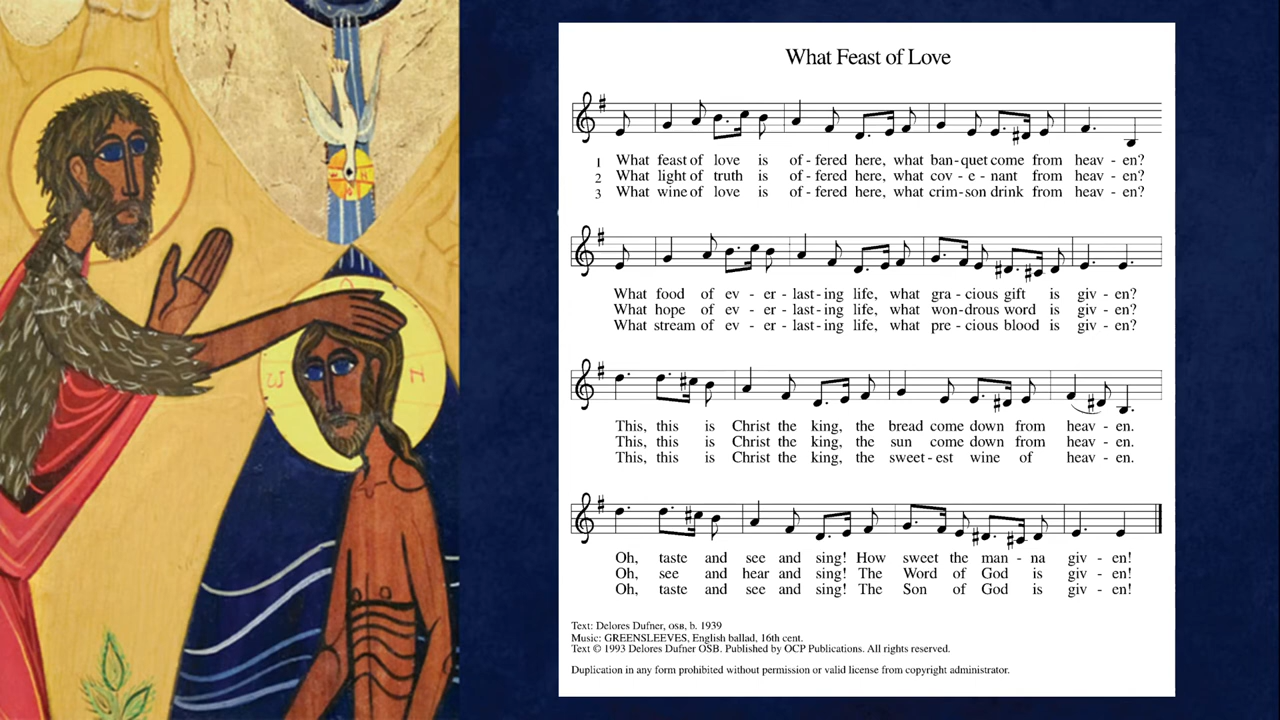 What Feast of Love
1 What feast of love is of - fered here, what ban - quet come from heav - en?
2 What light of truth is of - fered here, what cov - e - nant from heav - en?
3 What wine of love is of - fered here, what crim - son drink from heav - en?
What food of ev - er - last - ing life, what gra - cious gift is giv - en?
What hope of ev - er - last - ing life, what won - drous word is giv - en?
What stream of ev - er - last - ing life, what pre - cious blood is giv - en?
This, this is Christ the king, the bread come down from heav - en.
This, this is Christ the king, the sun come down from heav - en.
This, this is Christ the king, the sweet - est wine of heav - en.
Oh, taste and see and sing! How sweet the man - na giv - en!
Oh, see and hear and sing! The Word of God is giv - en!
Oh, taste and see and sing! The Son of God is giv - en!
Text: Delores Dufner, OSB, b. 1939
Music: GREENSLEEVES, English ballad, 16th cent.
Text © 1993 Delores Dufner OSB. Published by OCP Publications. All rights reserved.
Duplication in any form prohibited without permission or valid license from copyright administrator.